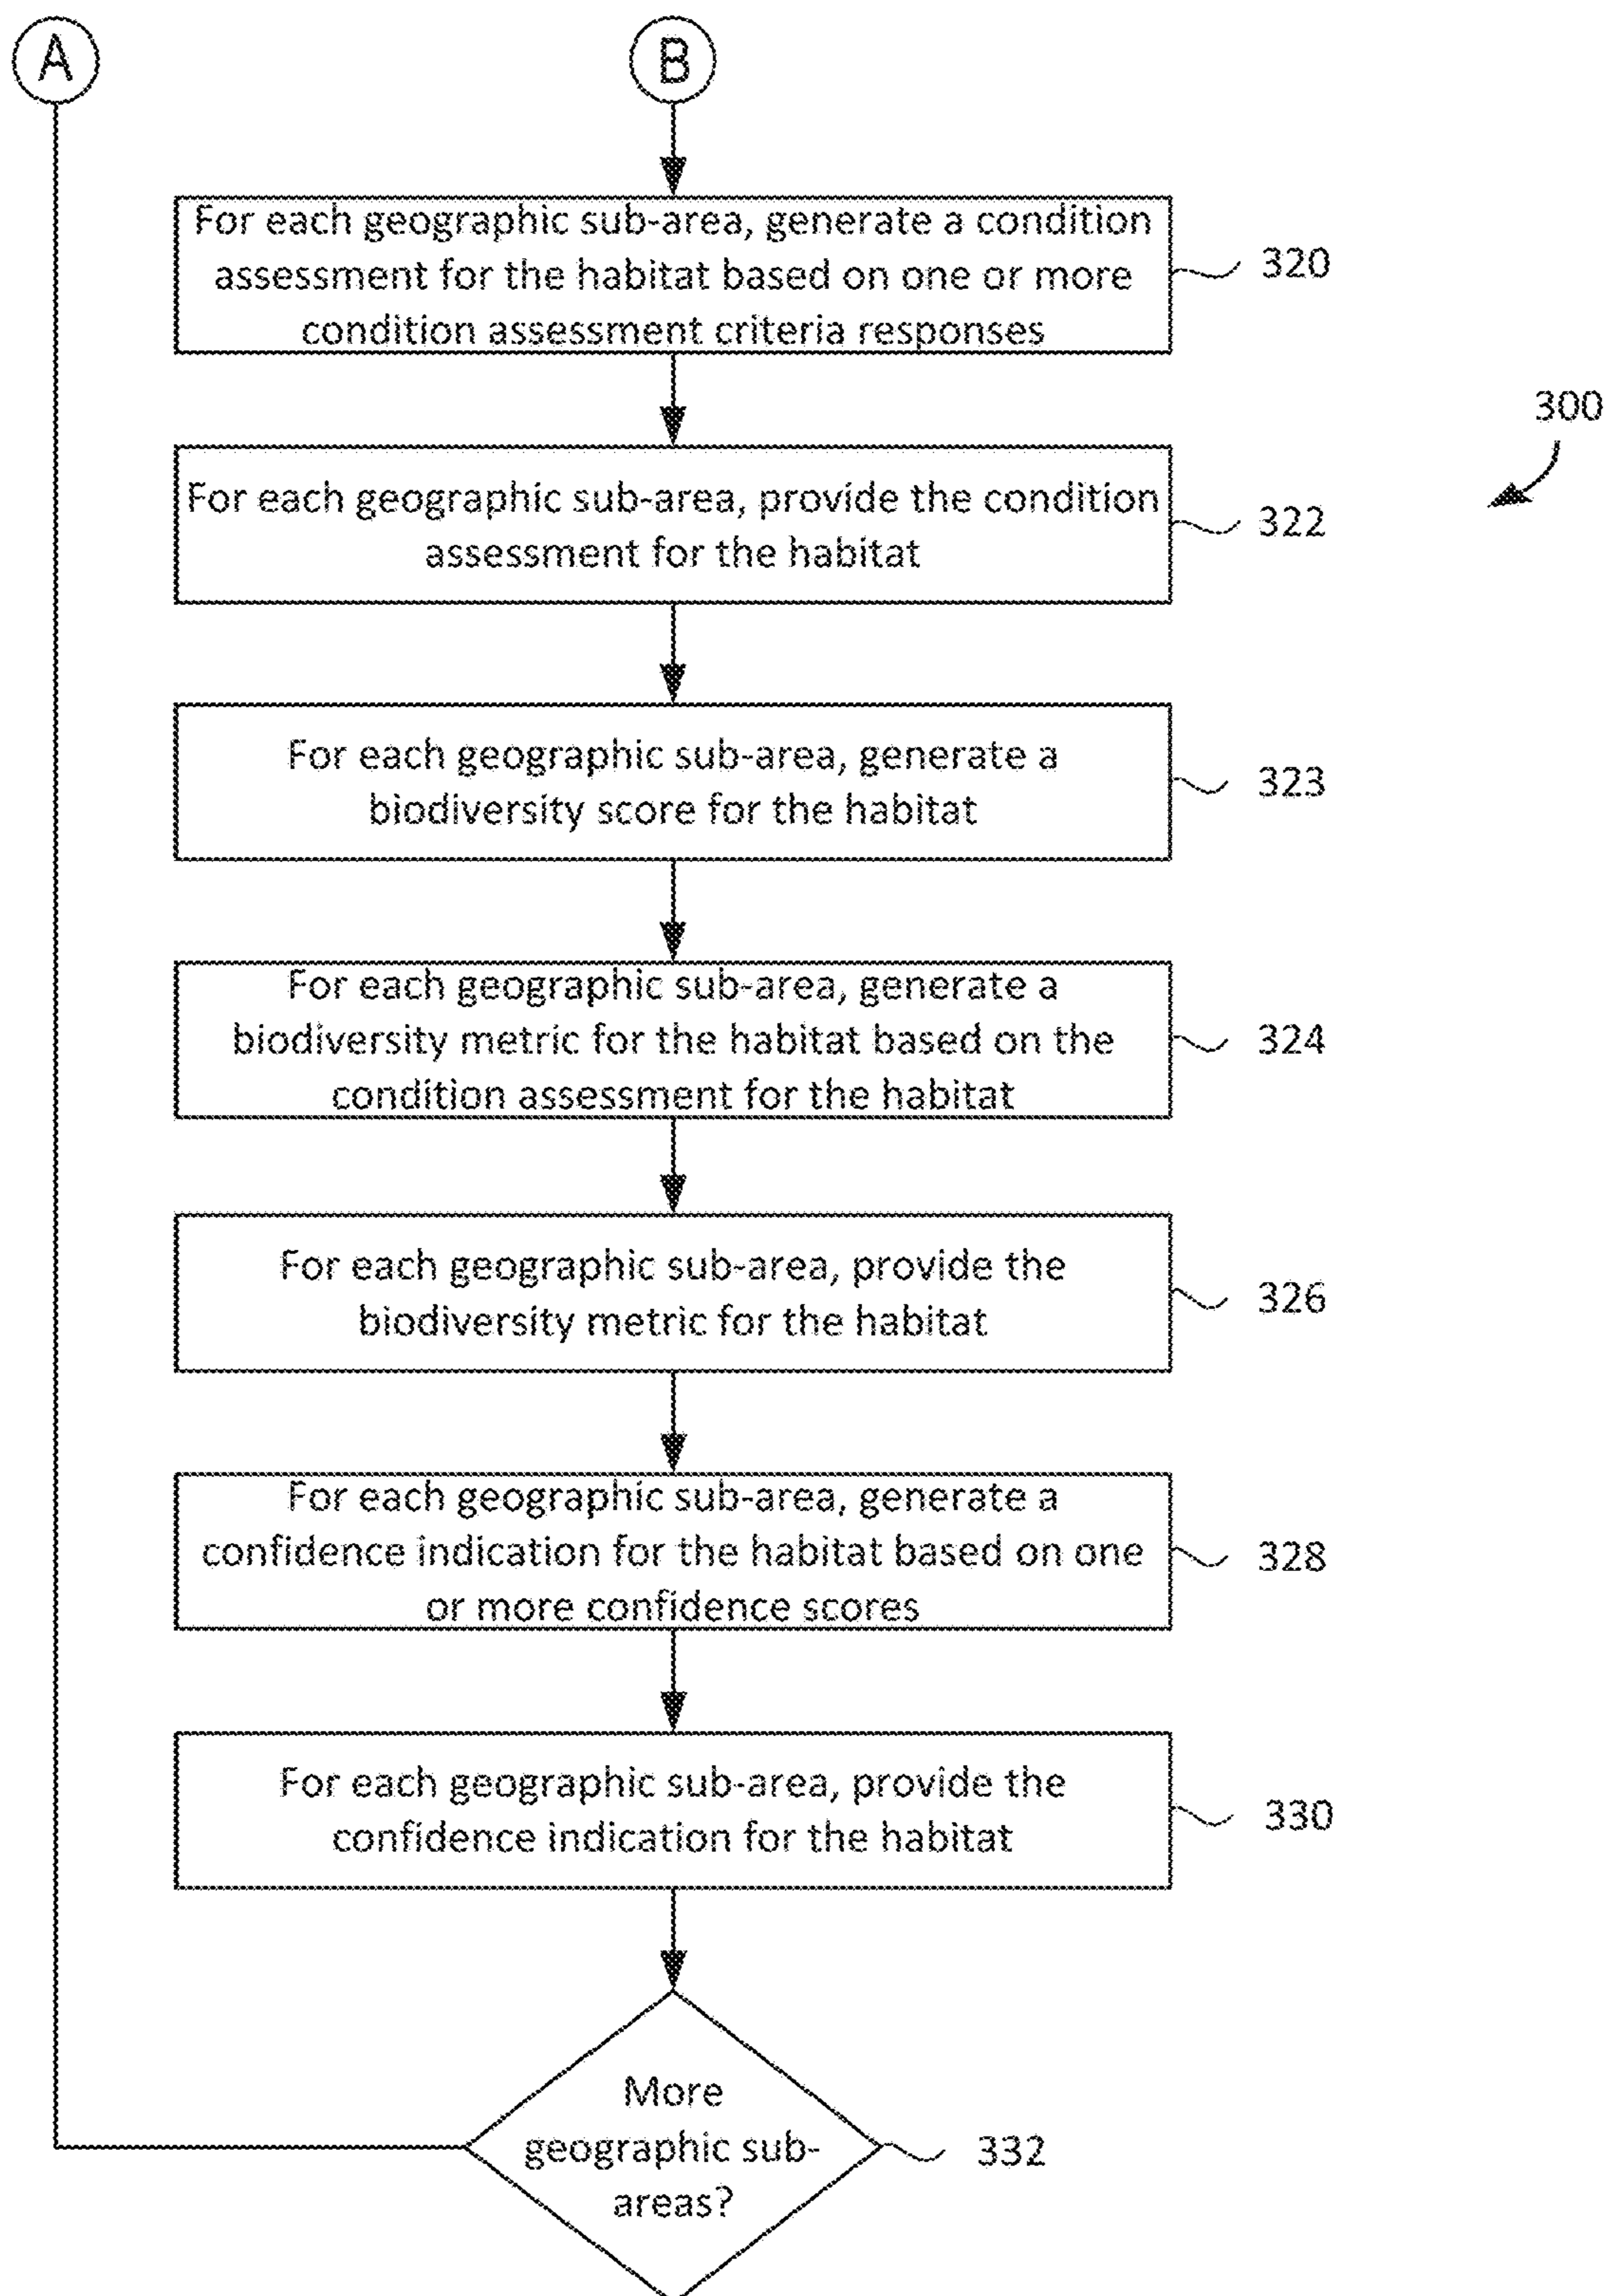 A
B
For each geographic sub-area, generate a condition
assessment for the habitat based on one or more
condition assessment criteria responses
320
300
For each geographic sub-area, provide the condition
assessment for the habitat
322
For each geographic sub-area, generate a
biodiversity score for the habitat
323
For each geographic sub-area, generate a
biodiversity metric for the habitat based on the
condition assessment for the habitat
324
For each geographic sub-area, provide the
biodiversity metric for the habitat
326
For each geographic sub-area, generate a
confidence indication for the habitat based on one
or more confidence scores
328
For each geographic sub-area, provide the
confidence indication for the habitat
330
More
geographic sub-
areas?
332